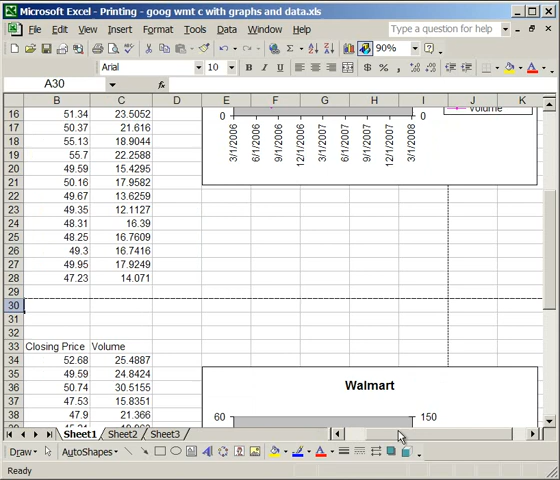 Microsoft Excel - Printing - goog wmt c with graphs and data.xls
File Edit View Insert Format Tools Data Window Help Type a question for help
90%
Arial 10 B I U $ % ,
A30 fx
B C D E F G H I J K
16 51.34 23.5052 0 0 Volume
17 50.37 21.616
18 55.13 18.9044
19 55.7 22.2588
20 49.59 15.4295
21 50.16 17.9582
22 49.67 13.6259
23 49.35 12.1127
24 48.31 16.39
25 48.25 16.7609
26 49.3 16.7416
27 49.95 17.9249
28 47.23 14.071
3/1/2006 6/1/2006 9/1/2006 12/1/2006 3/1/2007 6/1/2007 9/1/2007 12/1/2007 3/1/2008
29
30
31
32
33 Closing Price Volume
34 52.68 25.4887
35 49.59 24.8424
36 50.74 30.5155
37 47.53 15.8351
38 47.9 21.366
Walmart
60 150
Sheet1 Sheet2 Sheet3
Draw AutoShapes
Ready